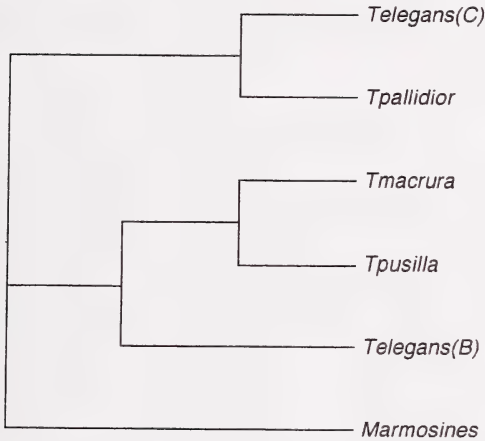 Telegans(C)
Tpallidior
Tmacrura
Tpusilla
Telegans(B)
Marmosines